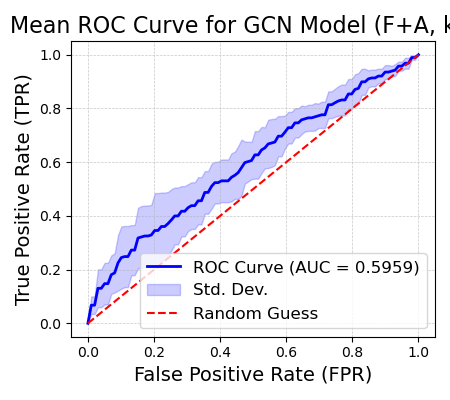 Mean ROC Curve for GCN Model (F+A,
1.0
0.8
0.6
0.4
0.2
0.0
True Positive Rate (TPR)
ROC Curve (AUC = 0.5959)
Std. Dev.
Random Guess
0.0 0.2 0.4 0.6 0.8 1.0
False Positive Rate (FPR)